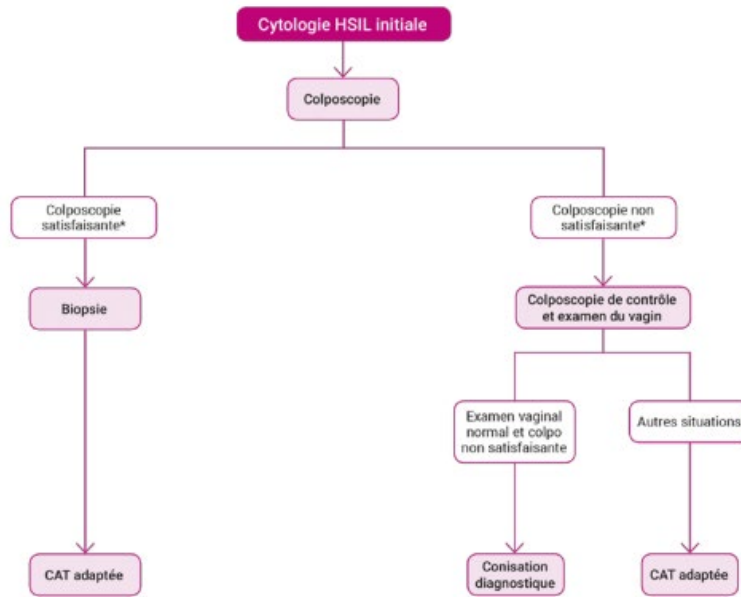 Cytologie HSIL initiale
Colposcopie
Colposcopie
satisfaisante*
Colposcopie non
satisfaisante*
Biopsie
Colposcopie de contrôle
et examen du vagin
Examen vaginal
normal et colpo
non satisfaisante
Autres situations
CAT adaptée
Conisation
diagnostique
CAT adaptée